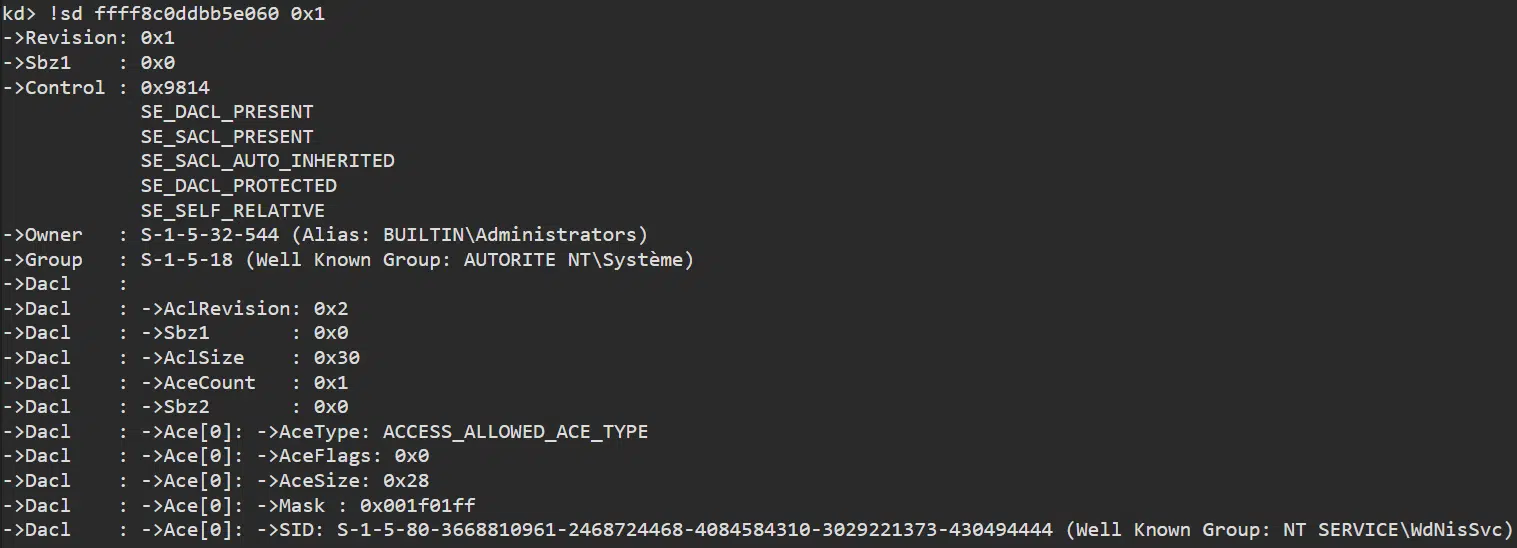 kd> !sd ffff8c0ddbb5e060 0x1
->Revision: 0x1
->Sbz1    : 0x0
->Control : 0x9814
            SE_DACL_PRESENT
            SE_SACL_PRESENT
            SE_SACL_AUTO_INHERITED
            SE_DACL_PROTECTED
            SE_SELF_RELATIVE
->Owner   : S-1-5-32-544 (Alias: BUILTIN\Administrators)
->Group   : S-1-5-18 (Well Known Group: AUTORITE NT\Système)
->Dacl    :
->Dacl    : ->AclRevision: 0x2
->Dacl    : ->Sbz1       : 0x0
->Dacl    : ->AclSize    : 0x30
->Dacl    : ->AceCount   : 0x1
->Dacl    : ->Sbz2       : 0x0
->Dacl    : ->Ace[0]: ->AceType: ACCESS_ALLOWED_ACE_TYPE
->Dacl    : ->Ace[0]: ->AceFlags: 0x0
->Dacl    : ->Ace[0]: ->AceSize: 0x28
->Dacl    : ->Ace[0]: ->Mask : 0x001f01ff
->Dacl    : ->Ace[0]: ->SID: S-1-5-80-3668810961-2468724468-4084584310-3029221373-430494444 (Well Known Group: NT SERVICE\WdNisSvc)